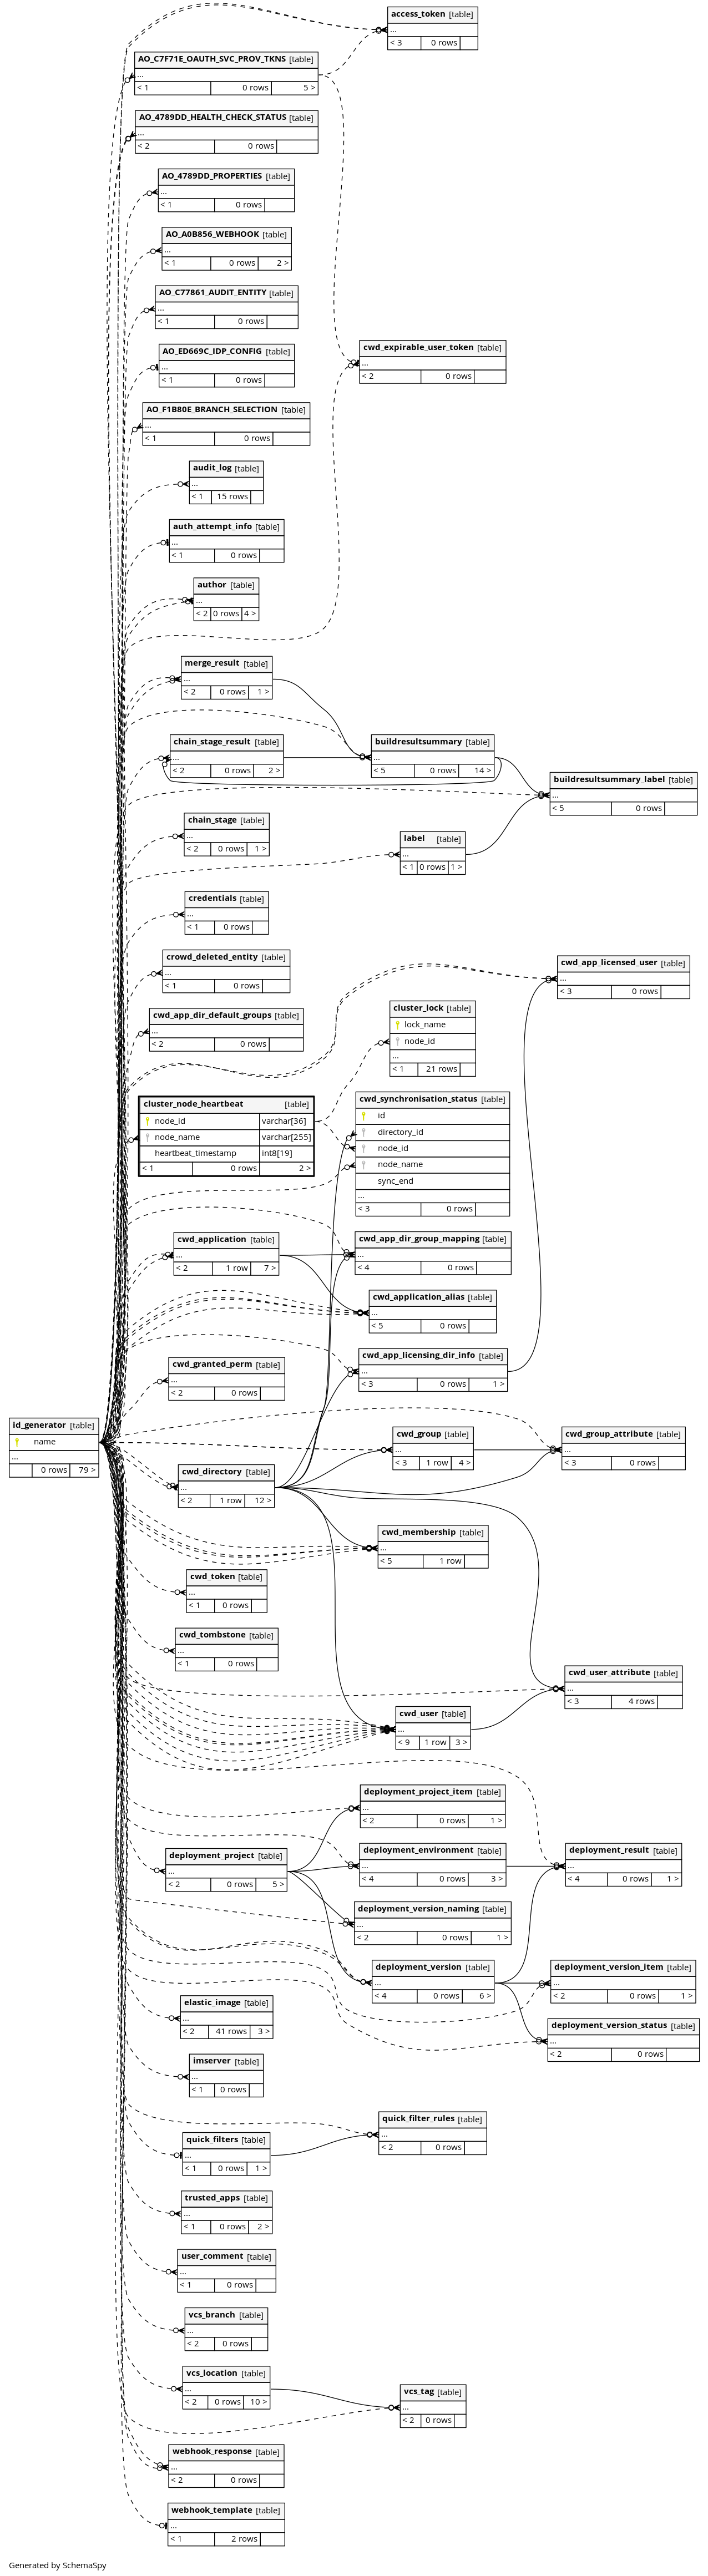 access_token [table]
...
< 3 0 rows
AO_C7F71E_OAUTH_SVC_PROV_TKNS [table]
...
< 1 0 rows 5 >
AO_4789DD_HEALTH_CHECK_STATUS [table]
...
< 2 0 rows
AO_4789DD_PROPERTIES [table]
...
< 1 0 rows
AO_A0B856_WEBHOOK [table]
...
< 1 0 rows 2 >
AO_C77861_AUDIT_ENTITY [table]
...
< 1 0 rows
AO_ED669C_IDP_CONFIG [table]
...
< 1 0 rows
cwd_expirable_user_token [table]
...
< 2 0 rows
AO_F1B80E_BRANCH_SELECTION [table]
...
< 1 0 rows
audit_log [table]
...
< 1 15 rows
auth_attempt_info [table]
...
< 1 0 rows
author [table]
...
< 2 0 rows 4 >
merge_result [table]
...
< 2 0 rows 1 >
chain_stage_result [table]
...
< 2 0 rows 2 >
buildresultsummary [table]
...
< 5 0 rows 14 >
buildresultsummary_label [table]
...
< 5 0 rows
chain_stage [table]
...
< 2 0 rows 1 >
label [table]
...
< 1 0 rows 1 >
credentials [table]
...
< 1 0 rows
crowd_deleted_entity [table]
...
< 1 0 rows
cwd_app_licensed_user [table]
...
< 3 0 rows
cwd_app_dir_default_groups [table]
...
< 2 0 rows
cluster_lock [table]
lock_name
node_id
...
< 1 21 rows
cluster_node_heartbeat [table]
node_id varchar[36]
node_name varchar[255]
heartbeat_timestamp int8[19]
< 1 0 rows 2 >
cwd_synchronisation_status [table]
id
directory_id
node_id
node_name
sync_end
...
< 3 0 rows
cwd_application [table]
...
< 2 1 row 7 >
cwd_app_dir_group_mapping [table]
...
< 4 0 rows
cwd_application_alias [table]
...
< 5 0 rows
cwd_granted_perm [table]
...
< 2 0 rows
cwd_app_licensing_dir_info [table]
...
< 3 0 rows 1 >
id_generator [table]
name
...
0 rows 79 >
cwd_group [table]
...
< 3 1 row 4 >
cwd_group_attribute [table]
...
< 3 0 rows
cwd_directory [table]
...
< 2 1 row 12 >
cwd_membership [table]
...
< 5 1 row
cwd_token [table]
...
< 1 0 rows
cwd_tombstone [table]
...
< 1 0 rows
cwd_user_attribute [table]
...
< 3 4 rows
cwd_user [table]
...
< 9 1 row 3 >
deployment_project_item [table]
...
< 2 0 rows 1 >
deployment_project [table]
...
< 2 0 rows 5 >
deployment_environment [table]
...
< 4 0 rows 3 >
deployment_result [table]
...
< 4 0 rows 1 >
deployment_version_naming [table]
...
< 2 0 rows 1 >
deployment_version [table]
...
< 4 0 rows 6 >
deployment_version_item [table]
...
< 2 0 rows 1 >
elastic_image [table]
...
< 2 41 rows 3 >
deployment_version_status [table]
...
< 2 0 rows
imserver [table]
...
< 1 0 rows
quick_filter_rules [table]
...
< 2 0 rows
quick_filters [table]
...
< 1 0 rows 1 >
trusted_apps [table]
...
< 1 0 rows 2 >
user_comment [table]
...
< 1 0 rows
vcs_branch [table]
...
< 2 0 rows
vcs_location [table]
...
< 2 0 rows 10 >
vcs_tag [table]
...
< 2 0 rows
webhook_response [table]
...
< 2 0 rows
webhook_template [table]
...
< 1 2 rows
Generated by SchemaSpy